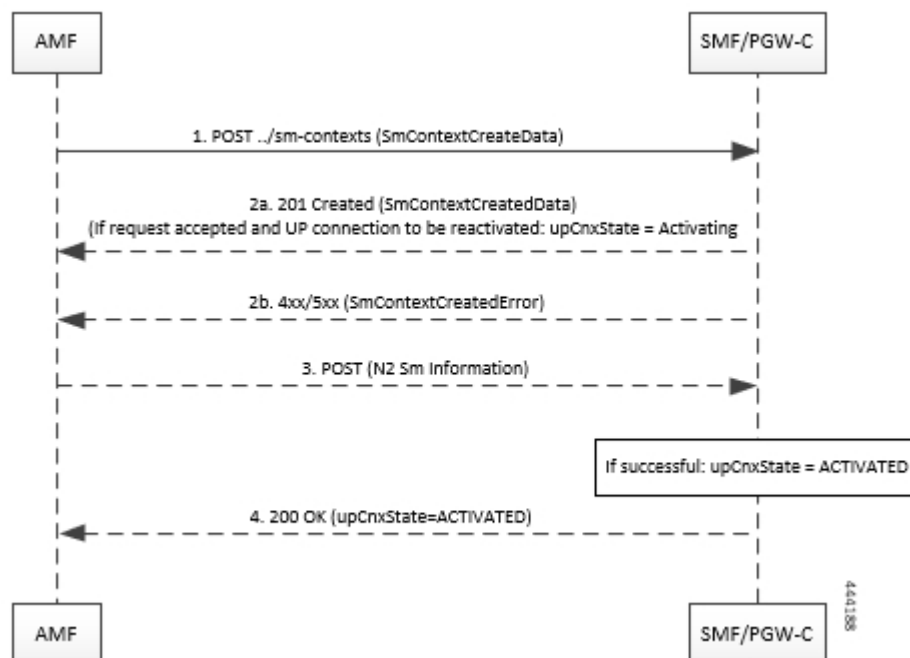 AMF
SMF/PGW-C
1. POST ../sm-contexts (SmContextCreateData)
2a. 201 Created (SmContextCreatedData)
(If request accepted and UP connection to be reactivated: upCnxState = Activating
2b. 4xx/5xx (SmContextCreatedError)
3. POST (N2 Sm Information)
If successful: upCnxState = ACTIVATED
4. 200 OK (upCnxState=ACTIVATED)
444188
AMF
SMF/PGW-C